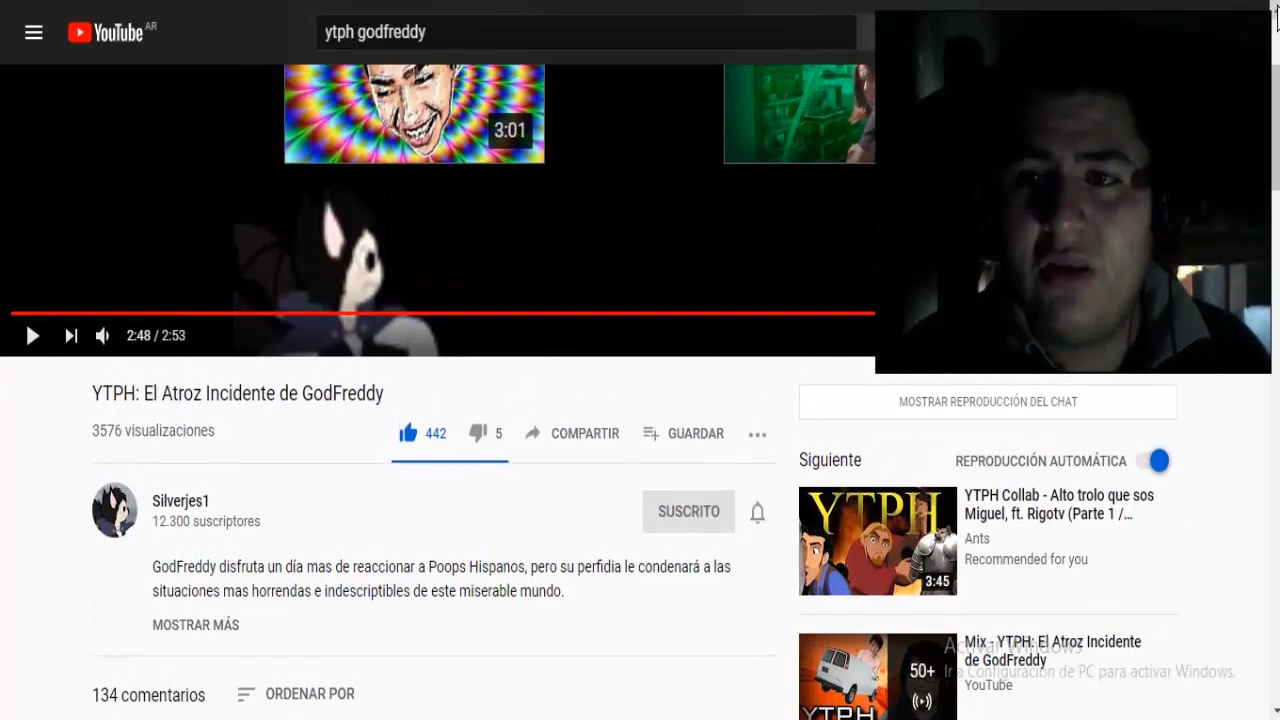 YouTube AR
ytph godfreddy
3:01
2:48 / 2:53
YTPH: El Atroz Incidente de GodFreddy
3576 visualizaciones
442
5
COMPARTIR
GUARDAR
Silverjes1
12.300 suscriptores
SUSCRITO
GodFreddy disfruta un día mas de reaccionar a Poops Hispanos, pero su perfidia le condenará a las
situaciones mas horrendas e indescriptibles de este miserable mundo.
MOSTRAR MÁS
134 comentarios
ORDENAR POR
MOSTRAR REPRODUCCIÓN DEL CHAT
Siguiente
REPRODUCCIÓN AUTOMÁTICA
YTPH
3:45
YTPH Collab - Alto trolo que sos
Miguel, ft. Rigotv (Parte 1 /...
Ants
Recommended for you
50+
YTPH
Mix - YTPH: El Atroz Incidente
de GodFreddy
YouTube
Activar Windows
Ir a Configuración de PC para activar Windows.